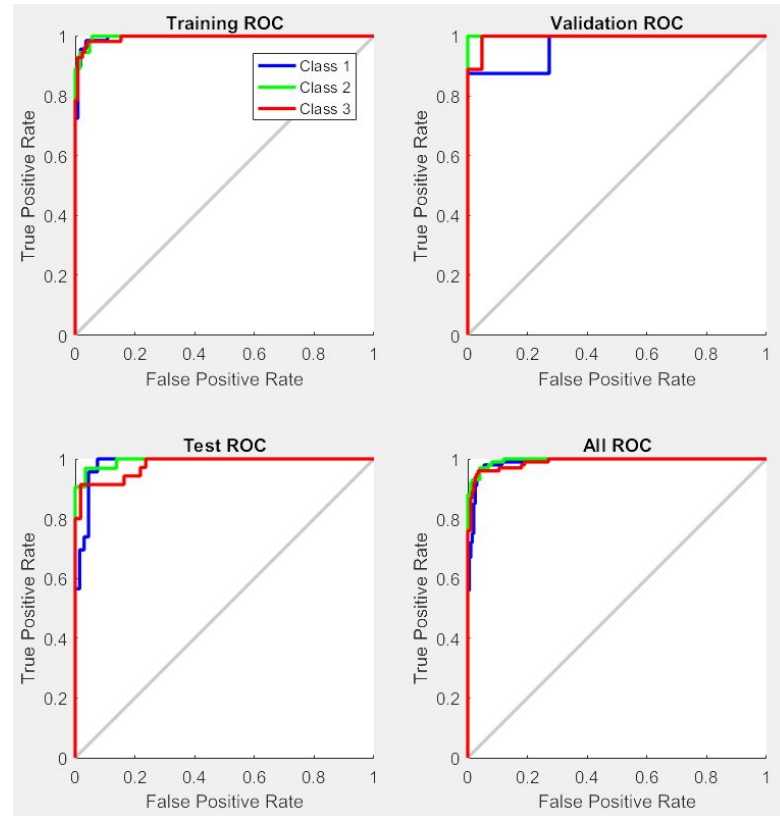 Training ROC
1
0.8
0.6
0.4
0.2
0
True Positive Rate
Class 1
Class 2
Class 3
0 0.2 0.4 0.6 0.8 1
False Positive Rate
Validation ROC
1
0.8
0.6
0.4
0.2
0
True Positive Rate
0 0.2 0.4 0.6 0.8 1
False Positive Rate
Test ROC
1
0.8
0.6
0.4
0.2
0
True Positive Rate
0 0.2 0.4 0.6 0.8 1
False Positive Rate
All ROC
1
0.8
0.6
0.4
0.2
0
True Positive Rate
0 0.2 0.4 0.6 0.8 1
False Positive Rate